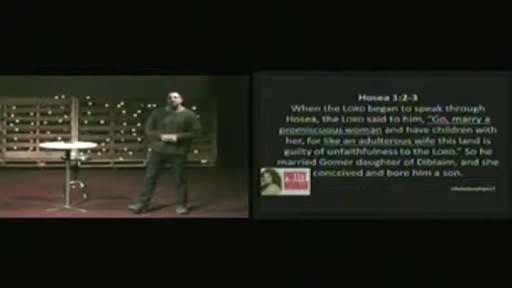 Hosea 1:2-3
When the LORD began to speak through
Hosea, the LORD said to him, “Go, marry a
promiscuous woman and have children with
her, for like an adulterous wife this land is
guilty of unfaithfulness to the LORD.” So he
married Gomer daughter of Diblaim, and she
conceived and bore him a son.
PRETTY
WOMAN